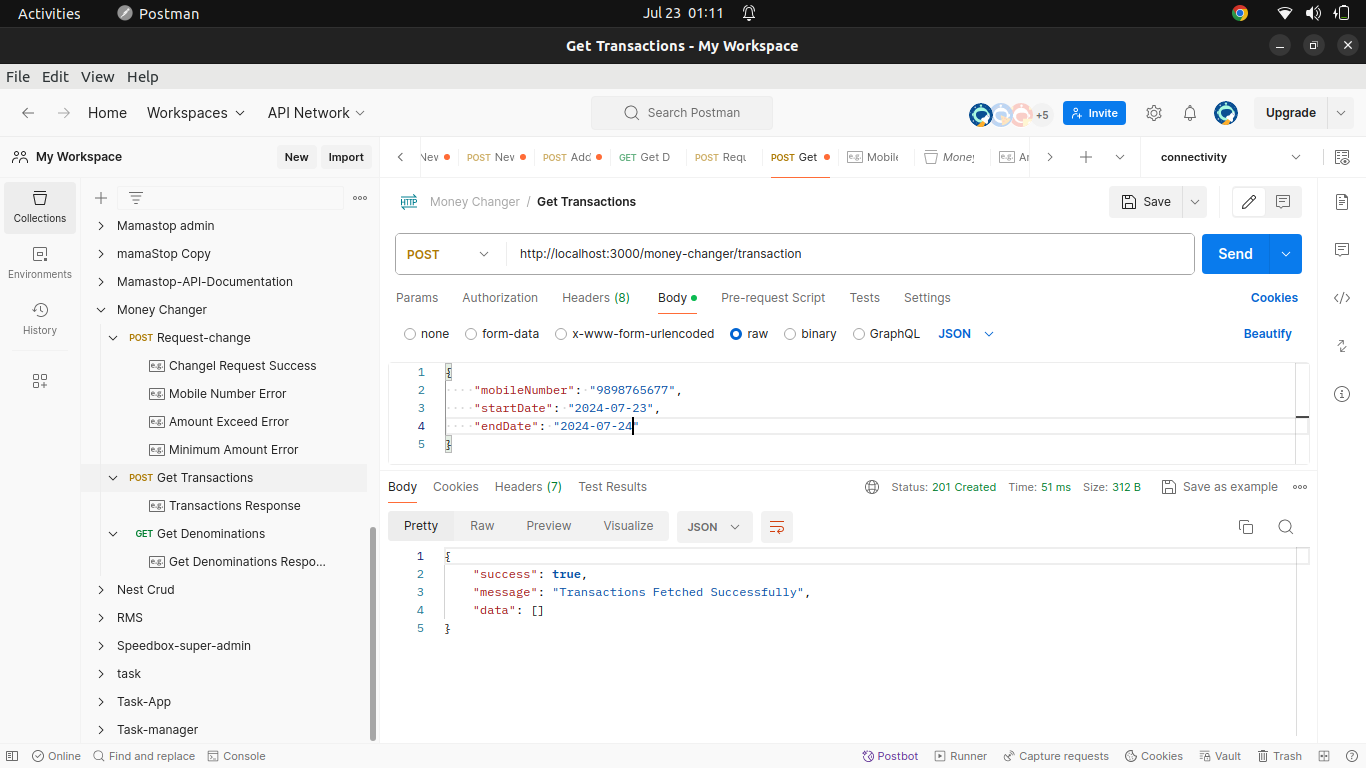 Activities Postman Jul 23 01:11
Get Transactions - My Workspace
File Edit View Help
Home Workspaces API Network Search Postman +5 Invite Upgrade
My Workspace New Import
New POST New POST Add GET Get D POST Requ POST Get e.g. Mobile Money e.g. connectivity
Collections
Environments
History
Mamastop admin
mamaStop Copy
Mamastop-API-Documentation
Money Changer
POST Request-change
e.g. Changel Request Success
e.g. Mobile Number Error
e.g. Amount Exceed Error
e.g. Minimum Amount Error
POST Get Transactions
e.g. Transactions Response
GET Get Denominations
e.g. Get Denominations Respo...
Nest Crud
RMS
Speedbox-super-admin
task
Task-App
Task-manager
HTTP Money Changer / Get Transactions Save
POST http://localhost:3000/money-changer/transaction Send
Params Authorization Headers (8) Body Pre-request Script Tests Settings Cookies
none form-data x-www-form-urlencoded raw binary GraphQL JSON Beautify
1 {
2 "mobileNumber": "9898765677",
3 "startDate": "2024-07-23",
4 "endDate": "2024-07-24"
5 }
Body Cookies Headers (7) Test Results Status: 201 Created Time: 51 ms Size: 312 B Save as example
Pretty Raw Preview Visualize JSON
1 {
2 "success": true,
3 "message": "Transactions Fetched Successfully",
4 "data": []
5 }
Online Find and replace Console Postbot Runner Capture requests Cookies Vault Trash